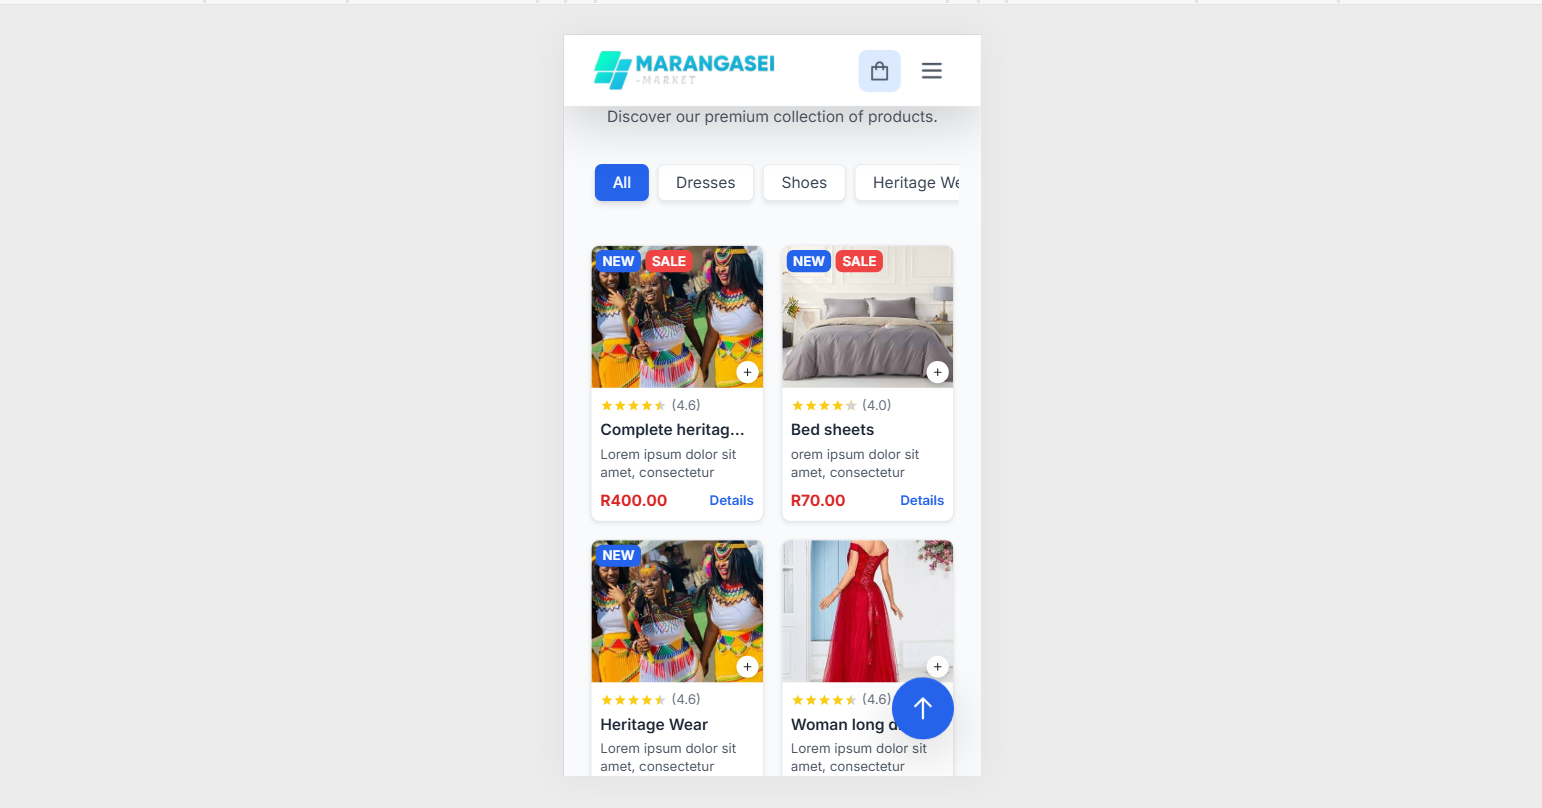 MARANGASEI
-MARKET
Discover our premium collection of products.
All Dresses Shoes Heritage We
NEW SALE NEW SALE
(4.6) (4.0)
Complete heritag... Bed sheets
Lorem ipsum dolor sit orem ipsum dolor sit
amet, consectetur amet, consectetur
R400.00 Details R70.00 Details
NEW
(4.6) (4.6)
Heritage Wear Woman long d
Lorem ipsum dolor sit Lorem ipsum dolor sit
amet, consectetur amet, consectetur